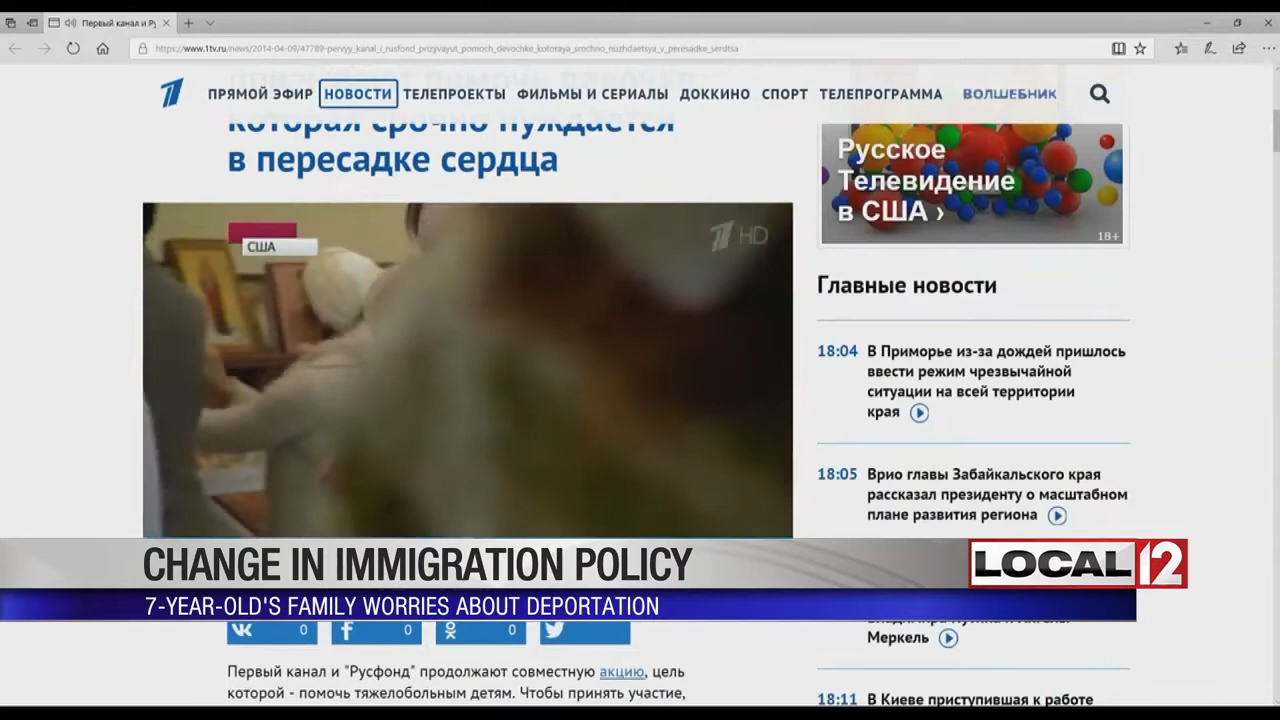 Первый канал и Ру
https://www.1tv.ru/news/2014-04-09/47789-pervyy_kanal_i_rusfond_prizyvayut_pomoch_devochke_kotoraya_srochno_nuzhdaetsya_v_peresadke_serdtsa
ПРЯМОЙ ЭФИР НОВОСТИ ТЕЛЕПРОЕКТЫ ФИЛЬМЫ И СЕРИАЛЫ ДОККИНО СПОРТ ТЕЛЕПРОГРАММА ВОЛШЕБНИК
которая срочно нуждается
в пересадке сердца
США
HD
Русское
Телевидение
в США ›
18+
Главные новости
18:04 В Приморье из-за дождей пришлось
ввести режим чрезвычайной
ситуации на всей территории
края
18:05 Врио главы Забайкальского края
рассказал президенту о масштабном
плане развития региона
CHANGE IN IMMIGRATION POLICY
LOCAL 12
7-YEAR-OLD'S FAMILY WORRIES ABOUT DEPORTATION
Меркель
0 0 0
Первый канал и "Русфонд" продолжают совместную акцию, цель
которой - помочь тяжелобольным детям. Чтобы принять участие,
18:11 В Киеве приступившая к работе